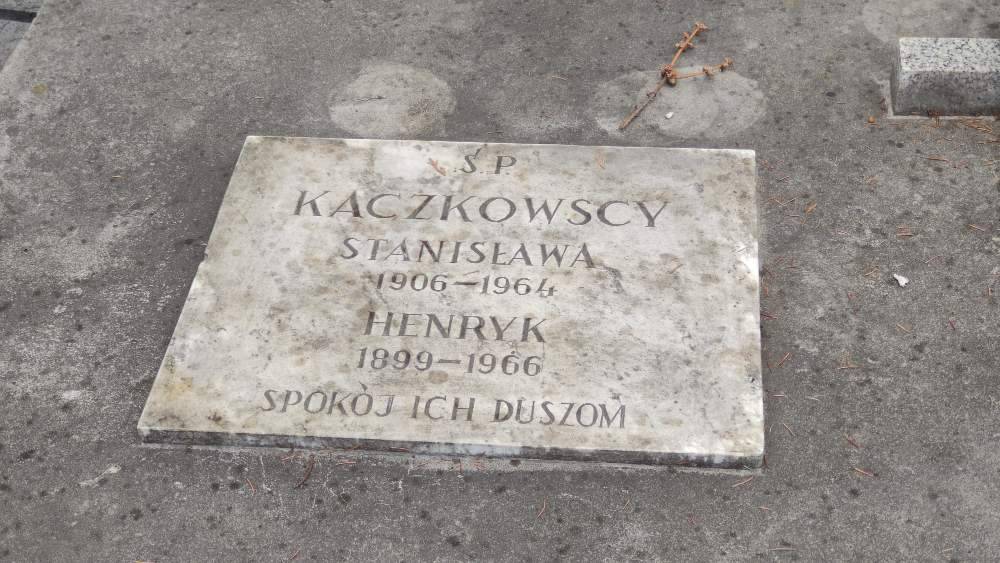 Ś.P.
KACZKOWSCY
STANISŁAWA
1906-1964
HENRYK
1899-1966
SPOKÓJ ICH DUSZOM